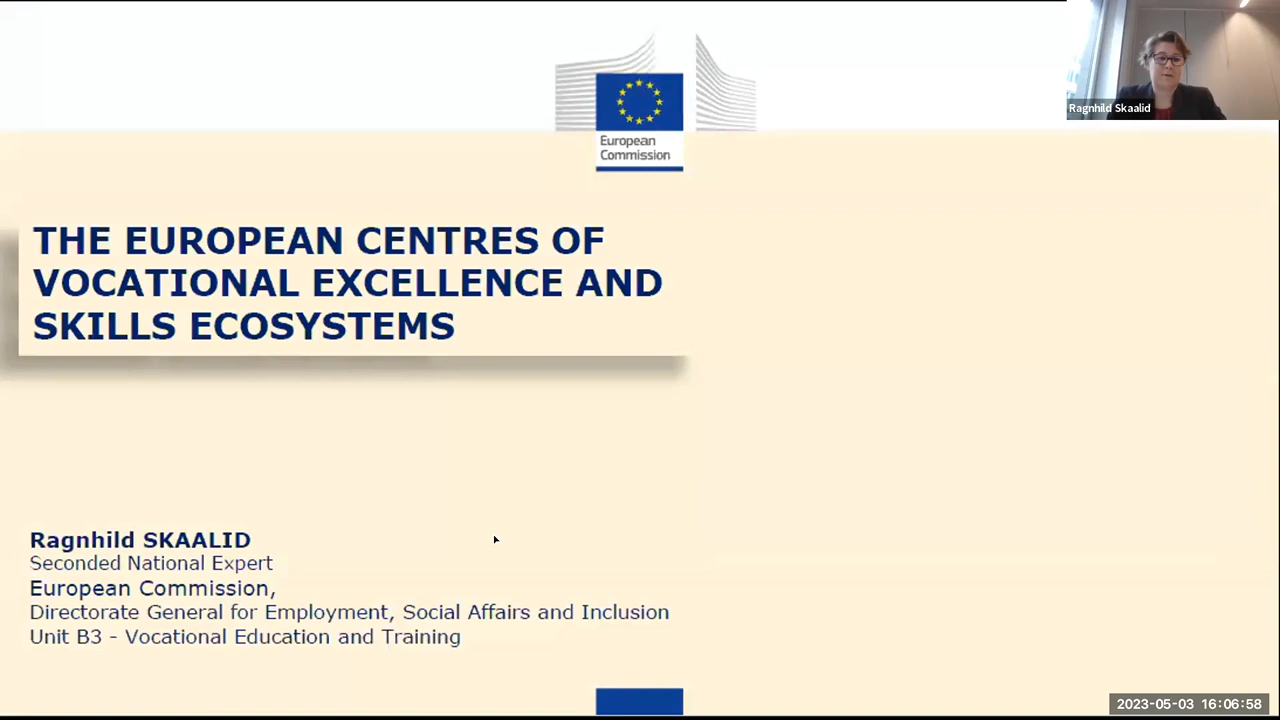 Ragnhild Skaalid
European
Commission
THE EUROPEAN CENTRES OF
VOCATIONAL EXCELLENCE AND
SKILLS ECOSYSTEMS
Ragnhild SKAALID
Seconded National Expert
European Commission,
Directorate General for Employment, Social Affairs and Inclusion
Unit B3 - Vocational Education and Training
2023-05-03 16:06:58